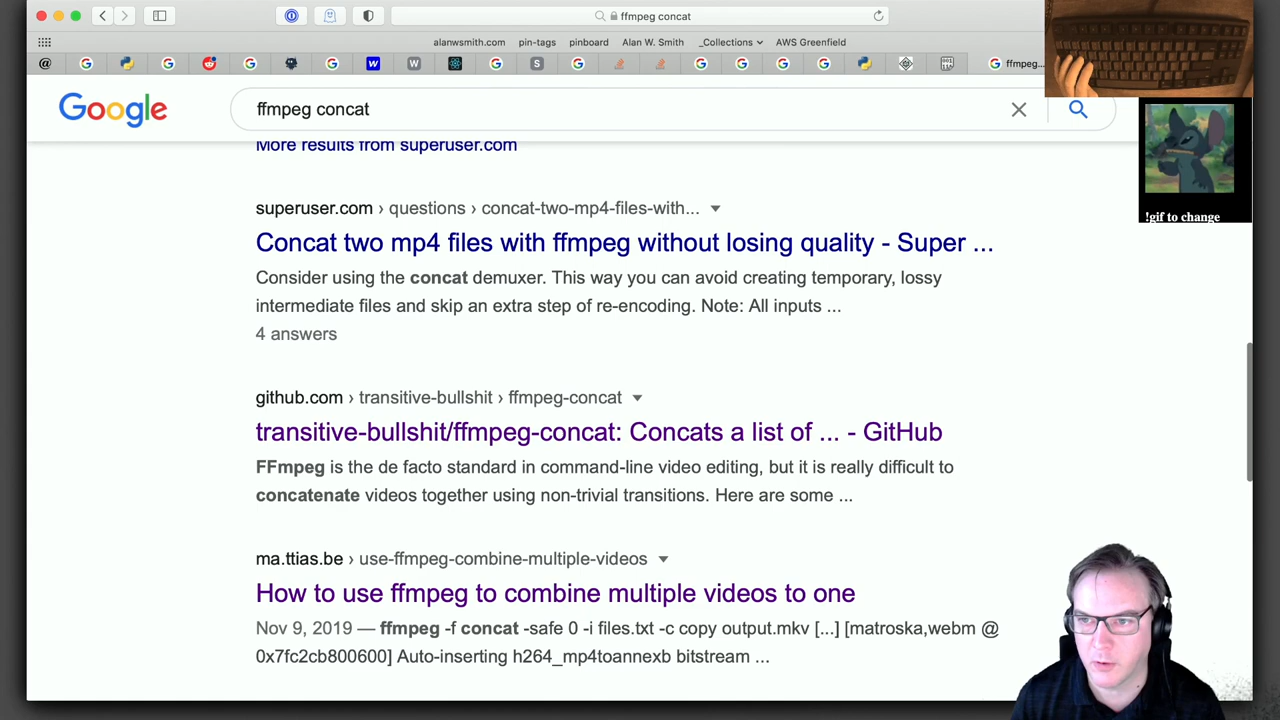 ffmpeg concat
alanwsmith.com pin-tags pinboard Alan W. Smith _Collections AWS Greenfield
ffmpeg...
Google
ffmpeg concat
!gif to change
More results from superuser.com
superuser.com › questions › concat-two-mp4-files-with...
Concat two mp4 files with ffmpeg without losing quality - Super ...
Consider using the concat demuxer. This way you can avoid creating temporary, lossy
intermediate files and skip an extra step of re-encoding. Note: All inputs ...
4 answers
github.com › transitive-bullshit › ffmpeg-concat
transitive-bullshit/ffmpeg-concat: Concats a list of ... - GitHub
FFmpeg is the de facto standard in command-line video editing, but it is really difficult to
concatenate videos together using non-trivial transitions. Here are some ...
ma.ttias.be › use-ffmpeg-combine-multiple-videos
How to use ffmpeg to combine multiple videos to one
Nov 9, 2019 — ffmpeg -f concat -safe 0 -i files.txt -c copy output.mkv [...] [matroska,webm @
0x7fc2cb800600] Auto-inserting h264_mp4toannexb bitstream ...